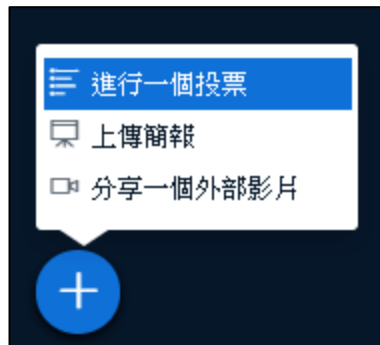 進行一個投票
上傳簡報
分享一個外部影片